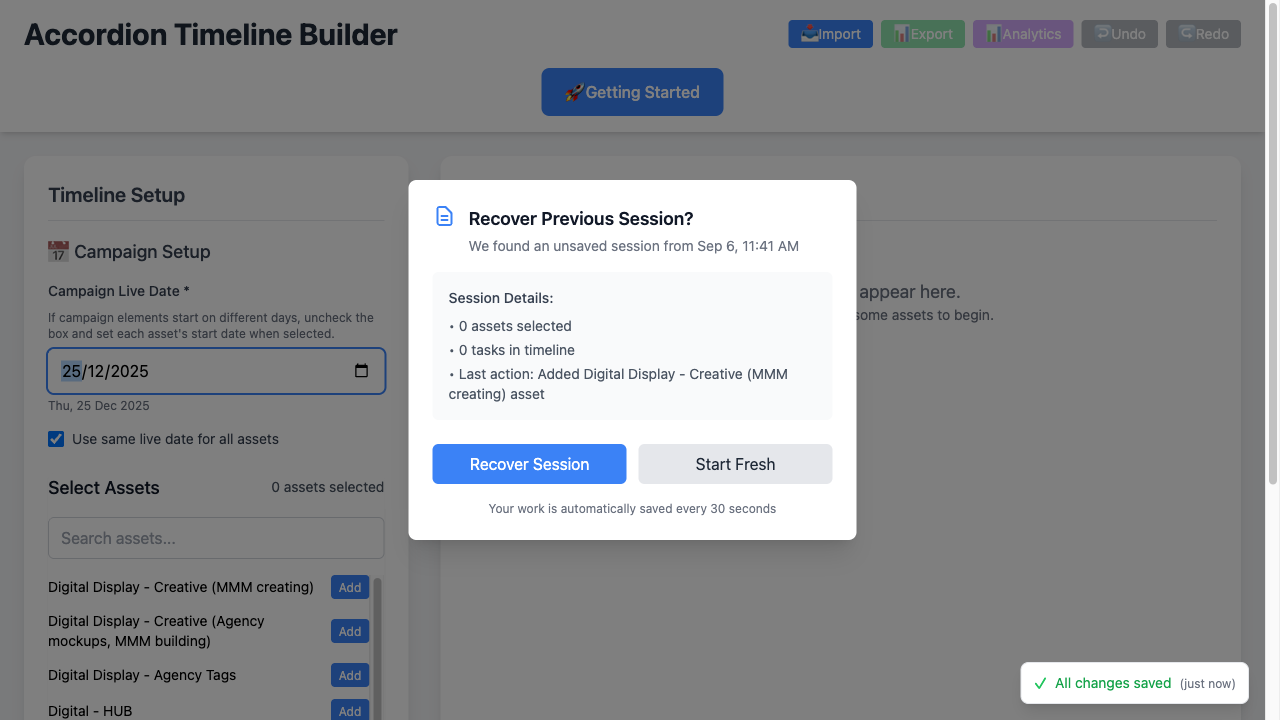 Accordion Timeline Builder
Import
Export
Analytics
Undo
Redo
Getting Started
Timeline Setup
Campaign Setup
Campaign Live Date *
If campaign elements start on different days, uncheck the
box and set each asset's start date when selected.
25/12/2025
Thu, 25 Dec 2025
Use same live date for all assets
Select Assets
0 assets selected
Search assets...
Digital Display - Creative (MMM creating)
Add
Digital Display - Creative (Agency
mockups, MMM building)
Add
Digital Display - Agency Tags
Add
Digital - HUB
Add
appear here.
some assets to begin.
Recover Previous Session?
We found an unsaved session from Sep 6, 11:41 AM
Session Details:
• 0 assets selected
• 0 tasks in timeline
• Last action: Added Digital Display - Creative (MMM
creating) asset
Recover Session
Start Fresh
Your work is automatically saved every 30 seconds
All changes saved (just now)